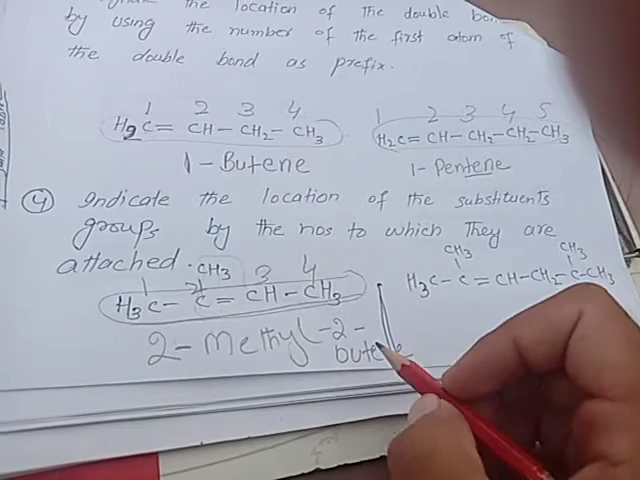 the location of the double
by using the number of the first atom of
the double bond as prefix.
1 2 3 4
H2C = CH - CH2 - CH3
1 - Butene
1 2 3 4 5
H2C = CH - CH2 - CH2 - CH3
1 - Pentene
4 Indicate the location of the substituents
groups by the nos to which They are
attached.
CH3
1 2 3 4
H3C - C = CH - CH3
2 - Methyl - 2 -
CH3 CH3
H3C - C = CH - CH2 - C - CH3